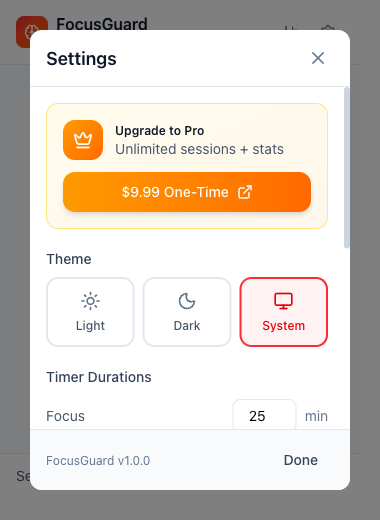 FocusGuard
Settings
Upgrade to Pro
Unlimited sessions + stats
$9.99 One-Time
Theme
Light
Dark
System
Timer Durations
Focus
25
min
FocusGuard v1.0.0
Done